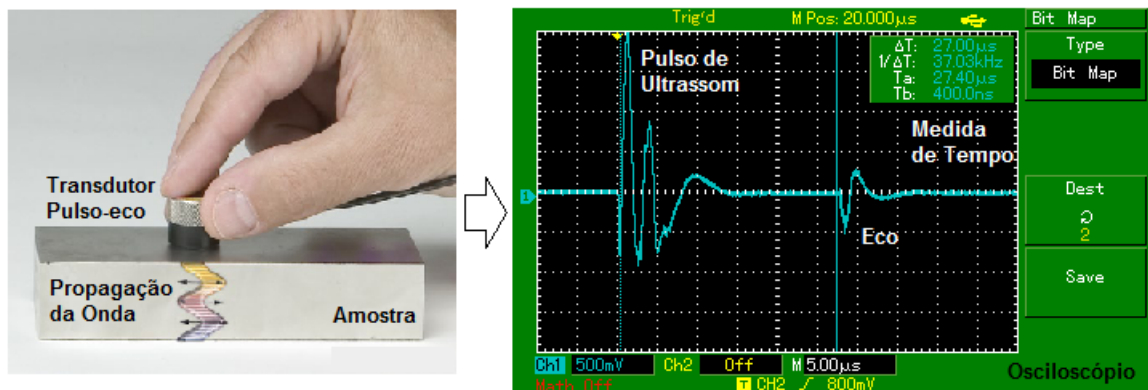 Transdutor
Pulso-eco
Propagação
da Onda
Amostra
Trig'd
M Pos: 20.000µs
Bit Map
Type
Bit Map
Dest
2
Save
ΔT: 27.00µs
1/ΔT: 37.03kHz
Ta: 27.40µs
Tb: 400.0ns
Pulso de
Ultrassom
Medida
de Tempo
Eco
1
Ch1 500mV Ch2 Off M 5.00µs
Math Off T CH2 800mV
Osciloscópio